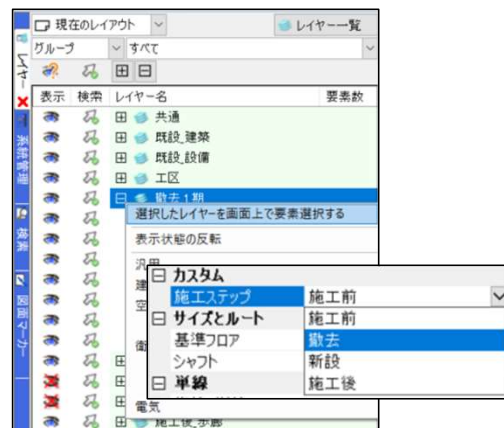 現在のレイアウト
レイヤー一覧
グループ
すべて
表示 検索 レイヤー名 要素数
共通
既設_建築
既設_設備
工区
撤去1期
選択したレイヤーを画面上で要素選択する
表示状態の反転
汎用
電気
施工後_歩廊
カスタム
施工ステップ 施工前
施工前
サイズとルート
基準フロア 撤去
シャフト 新設
単線 施工後
レイヤー
系統管理
検索
図面マーカー